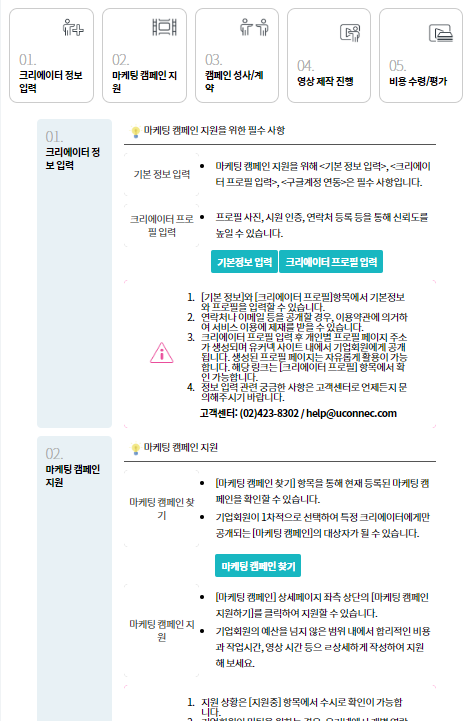 01.
크리에이터 정보
입력
02.
마케팅 캠페인 지
원
03.
캠페인 성사/계
약
04.
영상 제작 진행
05.
비용 수령/평가
01.
크리에이터 정
보 입력
마케팅 캠페인 지원을 위한 필수 사항
기본 정보 입력
• 마케팅 캠페인 지원을 위해 <기본 정보 입력>, <크리에이
터 프로필 입력>, <구글계정 연동>은 필수 사항입니다.
크리에이터 프로
필 입력
• 프로필 사진, 시원 인증, 연락처 등록 등을 통해 신뢰도를
높일 수 있습니다.
기본정보 입력 크리에이터 프로필 입력
1. [기본 정보]와 [크리에이터 프로필]항목에서 기본정보
와 프로필을 입력할 수 있습니다.
2. 연락처나 이메일 등을 공개할 경우, 이용약관에 의거하
여 서비스 이용에 제재를 받을 수 있습니다.
3. 크리에이터 프로필 입력 후 개인별 프로필 페이지 주소
가 생성되며 유커넥 사이트 내에서 기업회원에게 공개
됩니다. 생성된 프로필 페이지는 자유롭게 활용이 가능
합니다. 해당 링크는 [크리에이터 프로필] 항목에서 확
인 가능합니다.
4. 정보 입력 관련 궁금한 사항은 고객센터로 언제든지 문
의해주시기 바랍니다.
고객센터: (02)423-8302 / help@uconnec.com
02.
마케팅 캠페인
지원
마케팅 캠페인 지원
마케팅 캠페인 찾
기
• [마케팅 캠페인 찾기] 항목을 통해 현재 등록된 마케팅 캠
페인을 확인할 수 있습니다.
• 기업회원이 1차적으로 선택하여 특정 크리에이터에게만
공개되는 [마케팅 캠페인]의 대상자가 될 수 있습니다.
마케팅 캠페인 찾기
마케팅 캠페인 지
원
• [마케팅 캠페인] 상세페이지 좌측 상단의 [마케팅 캠페인
지원하기]를 클릭하여 지원할 수 있습니다.
• 기업회원의 예산을 넘지 않은 범위 내에서 합리적인 비용
과 작업시간, 영상 시간 등으 ㄹ상세하게 작성하여 지원
해 보세요.
1. 지원 상황은 [지원중] 항목에서 수시로 확인이 가능합
니다.